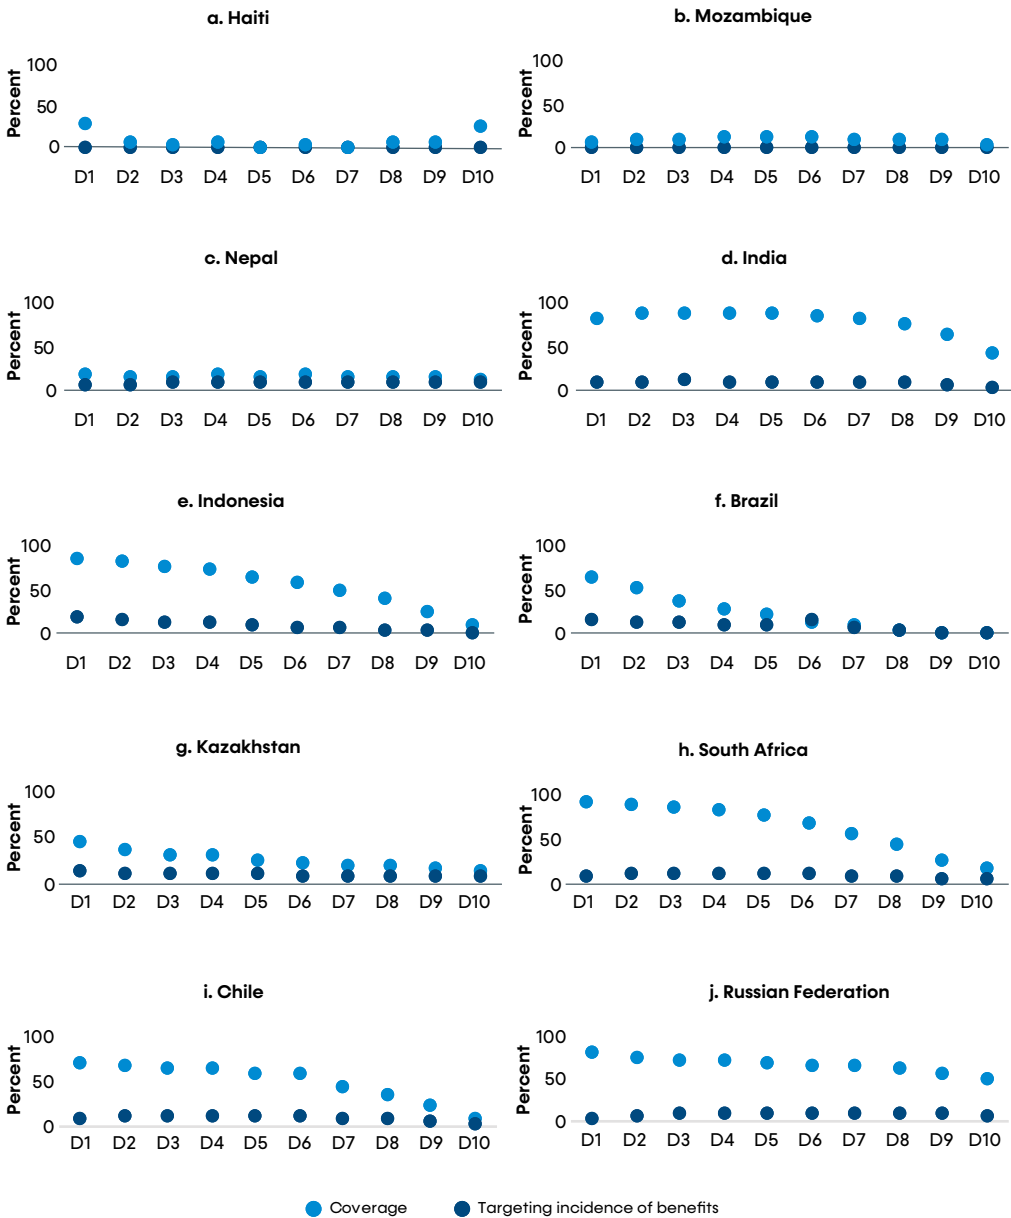 a. Haiti
Percent
100
50
0
D1 D2 D3 D4 D5 D6 D7 D8 D9 D10
b. Mozambique
Percent
100
50
0
D1 D2 D3 D4 D5 D6 D7 D8 D9 D10
c. Nepal
Percent
100
50
0
D1 D2 D3 D4 D5 D6 D7 D8 D9 D10
d. India
Percent
100
50
0
D1 D2 D3 D4 D5 D6 D7 D8 D9 D10
e. Indonesia
Percent
100
50
0
D1 D2 D3 D4 D5 D6 D7 D8 D9 D10
f. Brazil
Percent
100
50
0
D1 D2 D3 D4 D5 D6 D7 D8 D9 D10
g. Kazakhstan
Percent
100
50
0
D1 D2 D3 D4 D5 D6 D7 D8 D9 D10
h. South Africa
Percent
100
50
0
D1 D2 D3 D4 D5 D6 D7 D8 D9 D10
i. Chile
Percent
100
50
0
D1 D2 D3 D4 D5 D6 D7 D8 D9 D10
j. Russian Federation
Percent
100
50
0
D1 D2 D3 D4 D5 D6 D7 D8 D9 D10
Coverage Targeting incidence of benefits